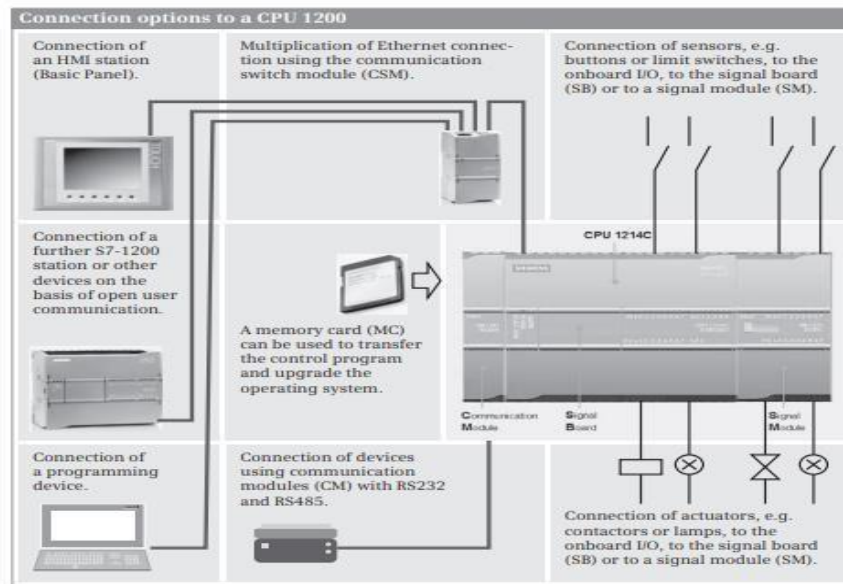 Connection options to a CPU 1200
Connection of
an HMI station
(Basic Panel).
Multiplication of Ethernet connec-
tion using the communication
switch module (CSM).
Connection of sensors, e.g.
buttons or limit switches, to the
onboard I/O, to the signal board
(SB) or to a signal module (SM).
Connection of a
further S7-1200
station or other
devices on the
basis of open user
communication.
A memory card (MC)
can be used to transfer
the control program
and upgrade the
operating system.
CPU 1214C
SIEMENS
Communication
Module
Signal
Board
Signal
Module
Connection of
a programming
device.
Connection of devices
using communication
modules (CM) with RS232
and RS485.
Connection of actuators, e.g.
contactors or lamps, to the
onboard I/O, to the signal board
(SB) or to a signal module (SM).